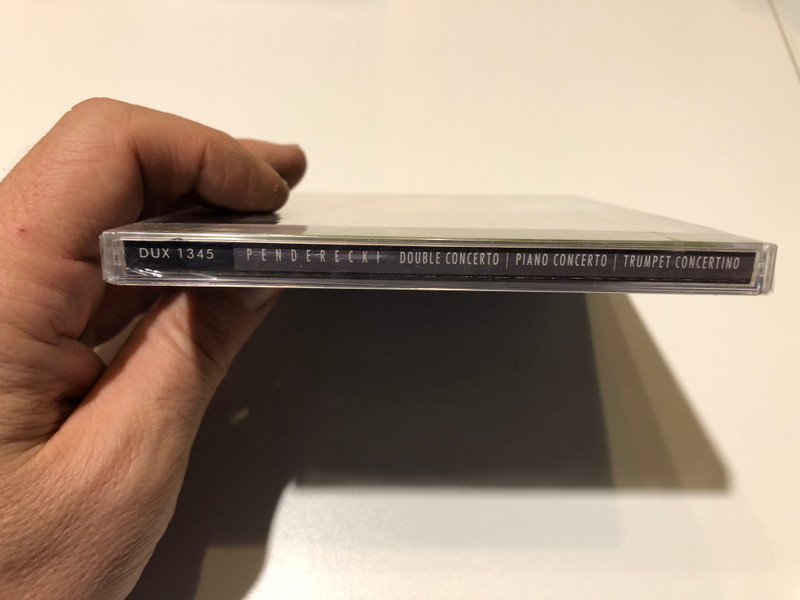 DUX 1345 PENDERECKI DOUBLE CONCERTO | PIANO CONCERTO | TRUMPET CONCERTINO